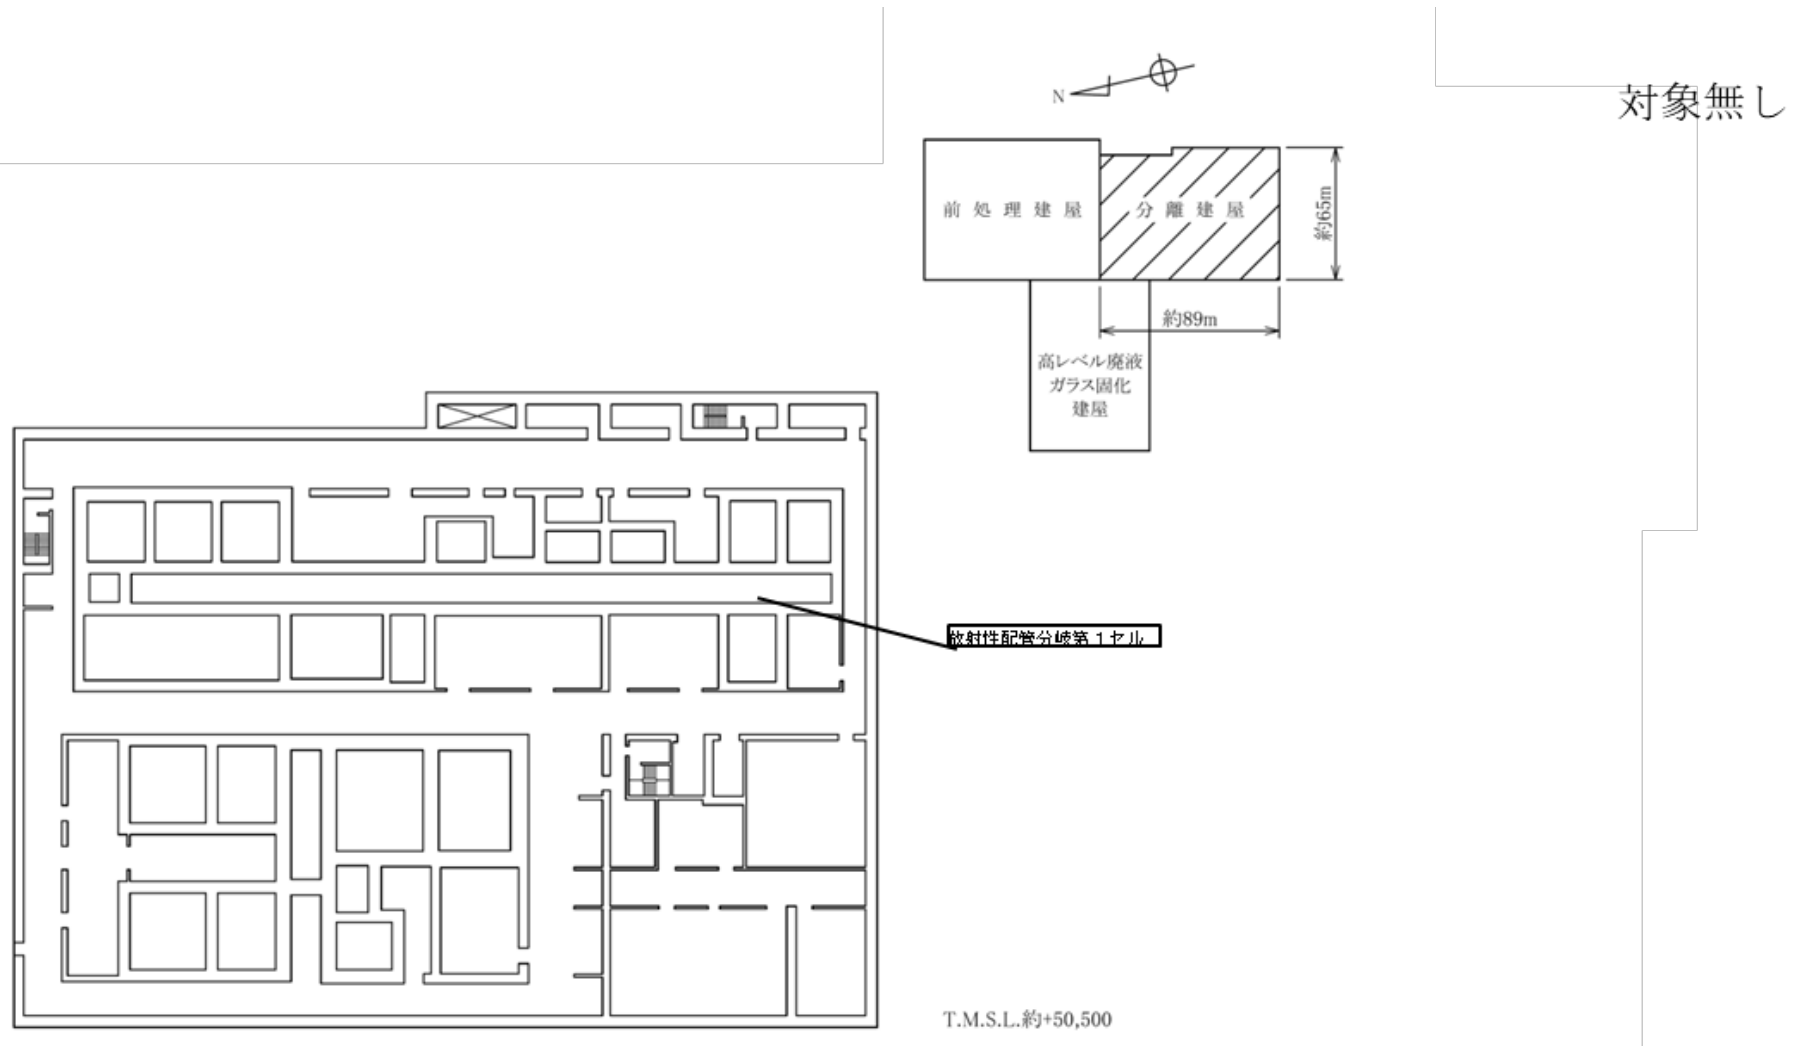 対象無し
N
前処理建屋
分離建屋
約65m
約89m
高レベル廃液
ガラス固化
建屋
放射性配管分岐第1セル
T.M.S.L.約+50,500